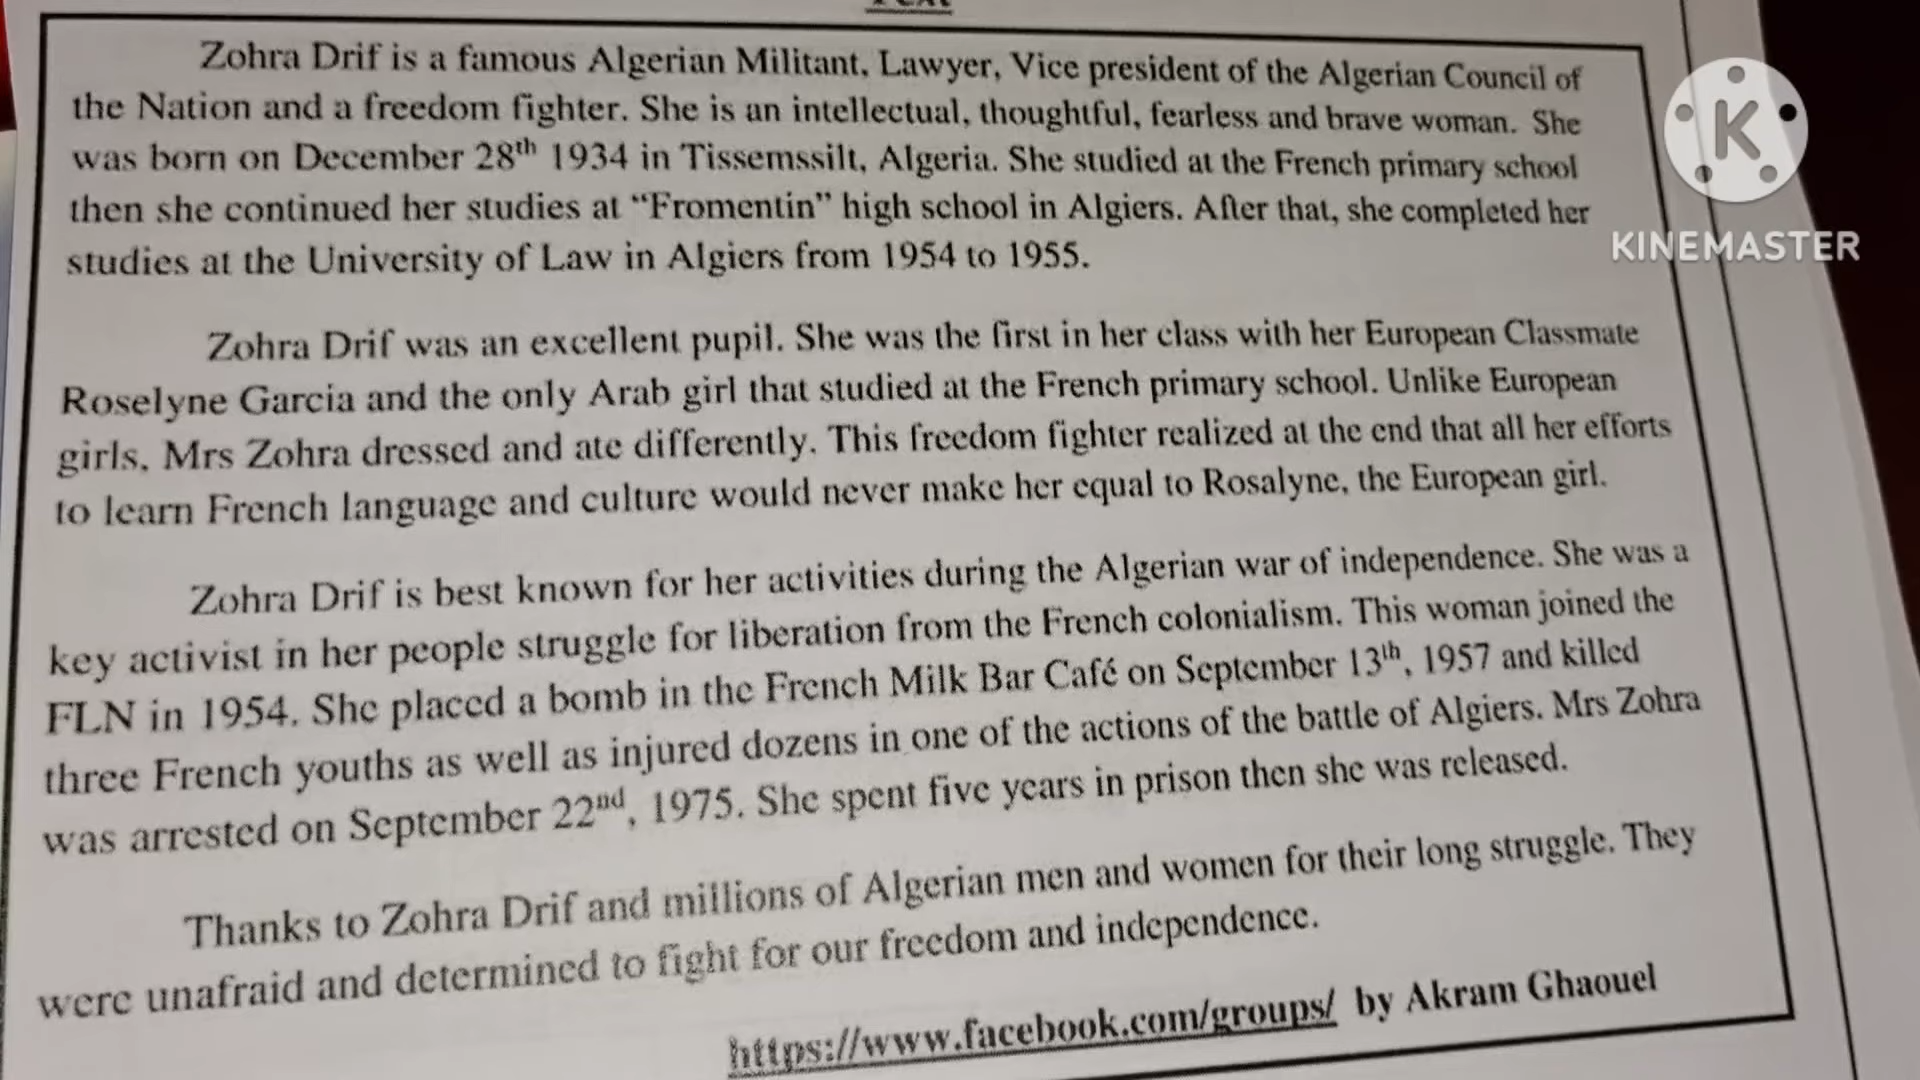 Text
Zohra Drif is a famous Algerian Militant, Lawyer, Vice president of the Algerian Council of
the Nation and a freedom fighter. She is an intellectual, thoughtful, fearless and brave woman. She
was born on December 28th 1934 in Tissemssilt, Algeria. She studied at the French primary school
then she continued her studies at “Fromentin” high school in Algiers. After that, she completed her
studies at the University of Law in Algiers from 1954 to 1955.
Zohra Drif was an excellent pupil. She was the first in her class with her European Classmate
Roselyne Garcia and the only Arab girl that studied at the French primary school. Unlike European
girls, Mrs Zohra dressed and ate differently. This freedom fighter realized at the end that all her efforts
to learn French language and culture would never make her equal to Rosalyne, the European girl.
Zohra Drif is best known for her activities during the Algerian war of independence. She was a
key activist in her people struggle for liberation from the French colonialism. This woman joined the
FLN in 1954. She placed a bomb in the French Milk Bar Café on September 13th, 1957 and killed
three French youths as well as injured dozens in one of the actions of the battle of Algiers. Mrs Zohra
was arrested on September 22nd, 1975. She spent five years in prison then she was released.
Thanks to Zohra Drif and millions of Algerian men and women for their long struggle. They
were unafraid and determined to fight for our freedom and independence.
https://www.facebook.com/groups/ by Akram Ghaouel
K
KINEMASTER